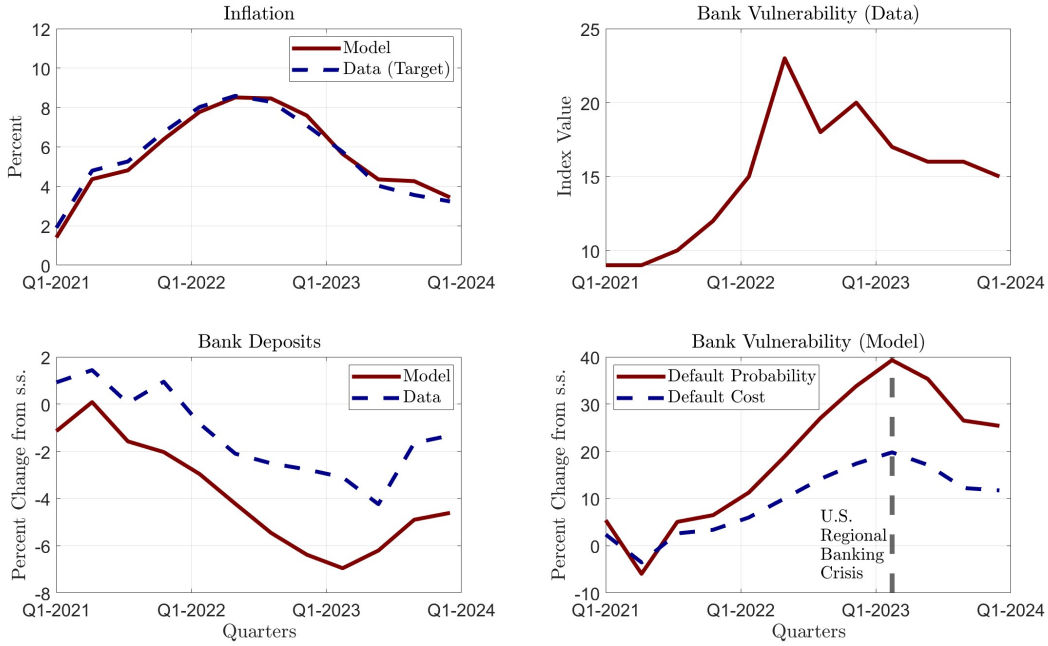 Inflation
12
10
8
6
4
2
0
Percent
Model
Data (Target)
Q1-2021 Q1-2022 Q1-2023 Q1-2024
Bank Vulnerability (Data)
25
20
15
10
Index Value
Q1-2021 Q1-2022 Q1-2023 Q1-2024
Bank Deposits
2
0
-2
-4
-6
-8
Percent Change from s.s.
Model
Data
Q1-2021 Q1-2022 Q1-2023 Q1-2024
Quarters
Bank Vulnerability (Model)
40
30
20
10
0
-10
Percent Change from s.s.
Default Probability
Default Cost
U.S.
Regional
Banking
Crisis
Q1-2021 Q1-2022 Q1-2023 Q1-2024
Quarters